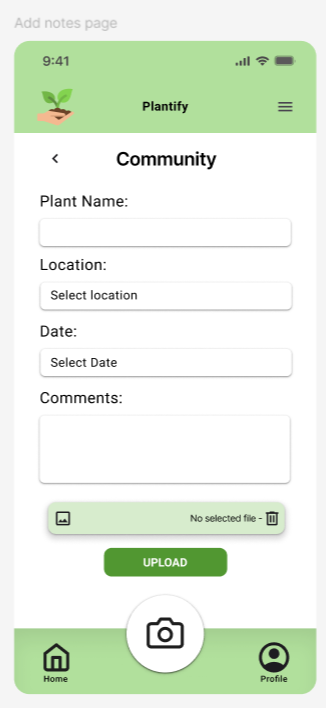 Add notes page
9:41
Plantify
Community
Plant Name:
Location:
Select location
Date:
Select Date
Comments:
No selected file -
UPLOAD
Home
Profile